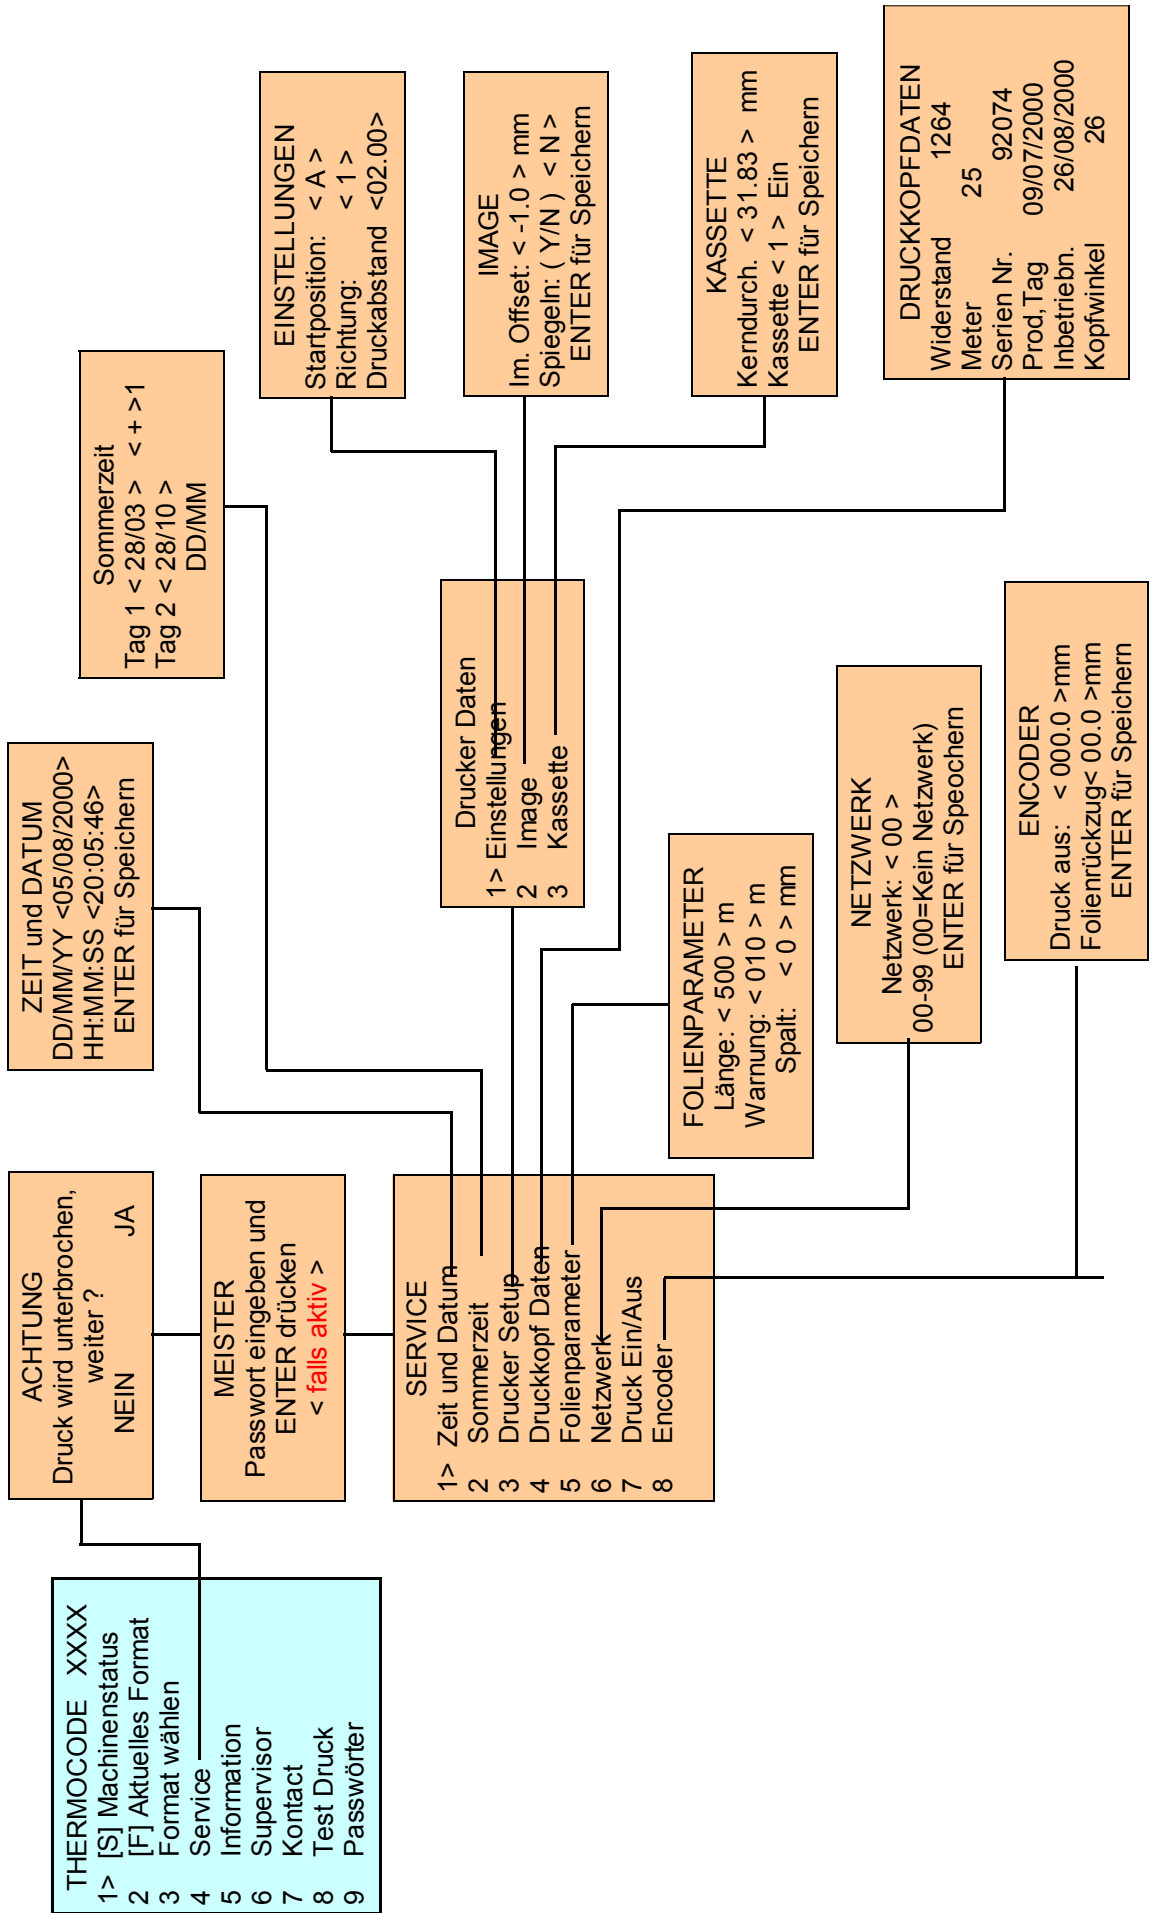 THERMOCODE XXXX
1> [S] Machinenstatus
2 [F] Aktuelles Format
3 Format wählen
4 Service
5 Information
6 Supervisor
7 Kontact
8 Test Druck
9 Passwörter
ACHTUNG
Druck wird unterbrochen,
weiter ?
NEIN JA
MEISTER
Passwort eingeben und
ENTER drücken
< falls aktiv >
SERVICE
1> Zeit und Datum
2 Sommerzeit
3 Drucker Setup
4 Druckkopf Daten
5 Folienparameter
6 Netzwerk
7 Druck Ein/Aus
8 Encoder
ZEIT und DATUM
DD/MM/YY <05/08/2000>
HH:MM:SS <20:05:46>
ENTER für Speichern
Sommerzeit
Tag 1 < 28/03 > < + >1
Tag 2 < 28/10 >
DD/MM
Drucker Daten
1> Einstellungen
2 Image
3 Kassette
FOLIENPARAMETER
Länge: < 500 > m
Warnung: < 010 > m
Spalt: < 0 > mm
NETZWERK
Netzwerk: < 00 >
00-99 (00=Kein Netzwerk)
ENTER für Speochern
ENCODER
Druck aus: < 000.0 >mm
Folienrückzug< 00.0 >mm
ENTER für Speichern
EINSTELLUNGEN
Startposition: < A >
Richtung: < 1 >
Druckabstand <02.00>
IMAGE
Im. Offset: < -1.0 > mm
Spiegeln: ( Y/N ) < N >
ENTER für Speichern
KASSETTE
Kerndurch. < 31.83 > mm
Kassette < 1 > Ein
ENTER für Speichern
DRUCKKOPFDATEN
Widerstand 1264
Meter 25
Serien Nr. 92074
Prod,Tag 09/07/2000
Inbetriebn. 26/08/2000
Kopfwinkel 26